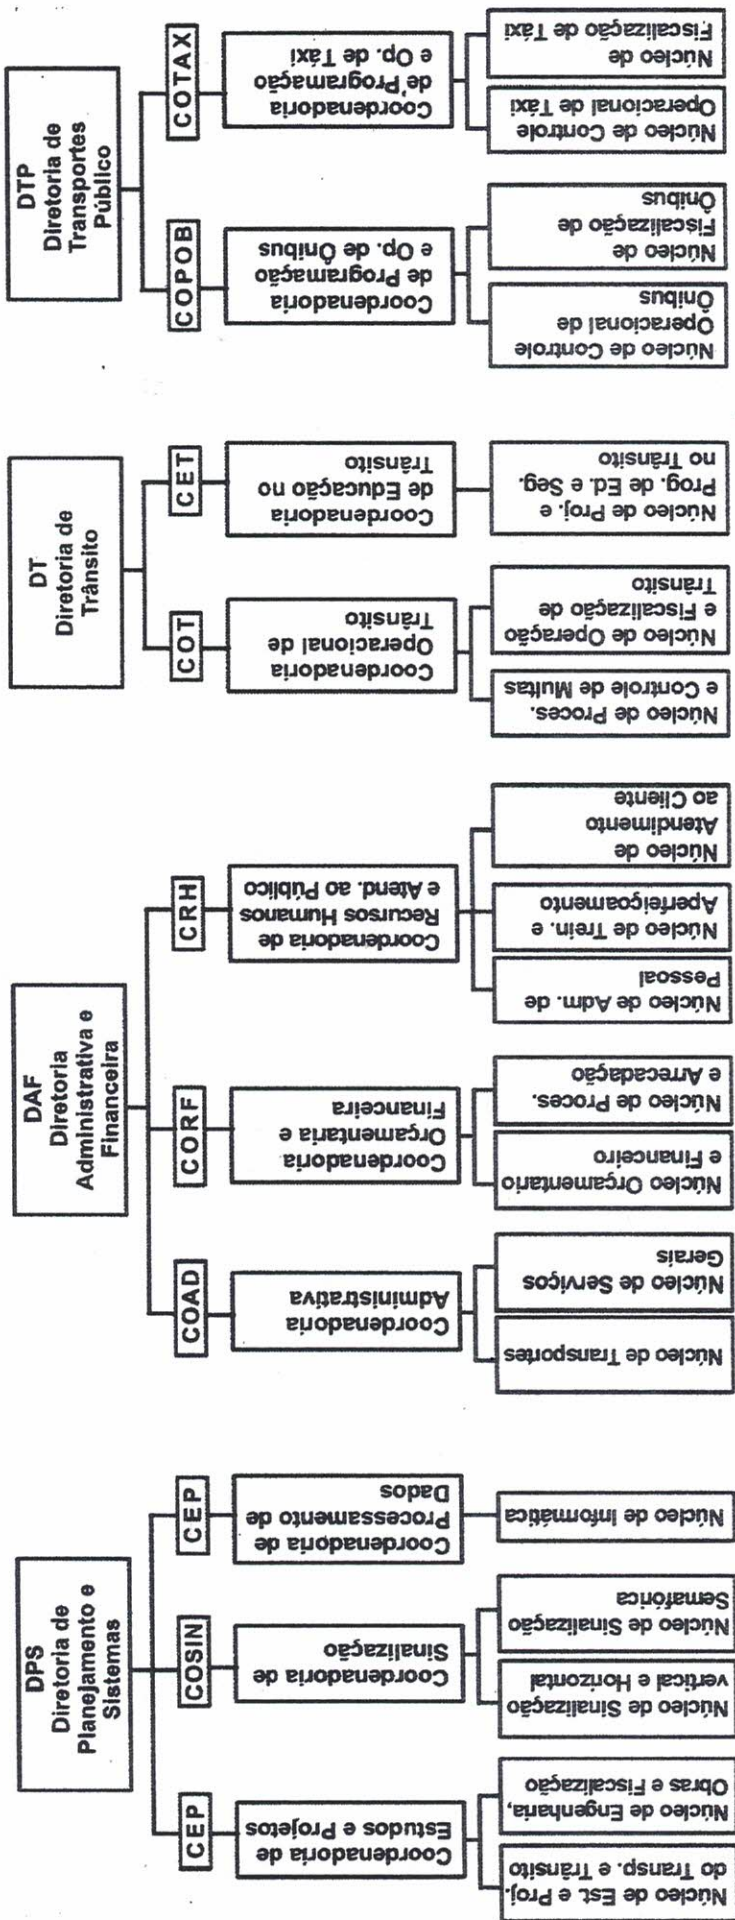 DPS
Diretoria de
Planejamento e
Sistemas
CEP
Coordenadoria de
Estudos e Projetos
Núcleo de Est. e Proj.
do Transp. e Trânsito
Núcleo de Engenharia,
Obras e Fiscalização
COSIN
Coordenadoria de
Sinalização
Núcleo de Sinalização
vertical e Horizontal
Núcleo de Sinalização
Semafórica
CEP
Coordenadoria de
Processamento de
Dados
Núcleo de Informática
DAF
Diretoria
Administrativa e
Financeira
COAD
Coordenadoria
Administrativa
Núcleo de Transportes
Núcleo de Serviços
Gerais
CORF
Coordenadoria
Orçamentaria e
Financeira
Núcleo Orçamentario
e Financeiro
Núcleo de Proces.
e Arrecadação
CRH
Coordenadoria de
Recursos Humanos
e Atend. ao Público
Núcleo de Adm. de
Pessoal
Núcleo de Trein. e
Aperfeiçoamento
Núcleo de
Atendimento
ao Cliente
DT
Diretoria de
Trânsito
COT
Coordenadoria
Operacional de
Trânsito
Núcleo de Proces.
e Controle de Multas
Núcleo de Operação
e Fiscalização de
Trânsito
CET
Coordenadoria
de Educação no
Trânsito
Núcleo de Proj. e
Prog. de Ed. e Seg.
no Trânsito
DTP
Diretoria de
Transportes
Público
COPOB
Coordenadoria
de Programação
e Op. de Ônibus
Núcleo de Controle
Operacional de
Ônibus
Núcleo de
Fiscalização de
Ônibus
COTAX
Coordenadoria
de Programação
e Op. de Táxi
Núcleo de Controle
Operacional de Táxi
Núcleo de
Fiscalização de Táxi